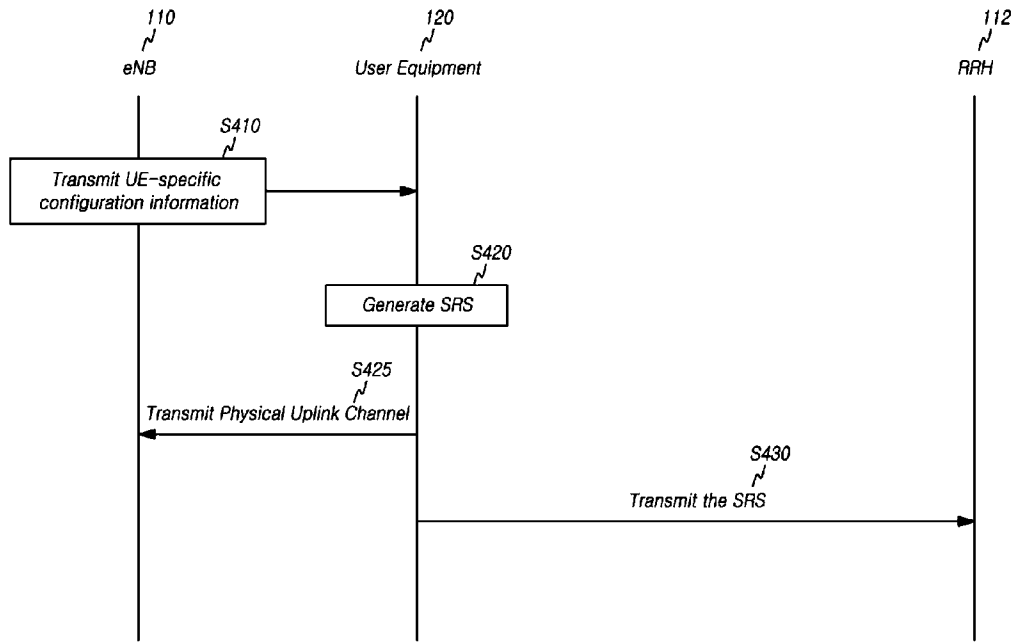 110
120
112
eNB
User Equipment
RRH
S410
Transmit UE-specific
configuration information
S420
Generate SRS
S425
Transmit Physical Uplink Channel
S430
Transmit the SRS